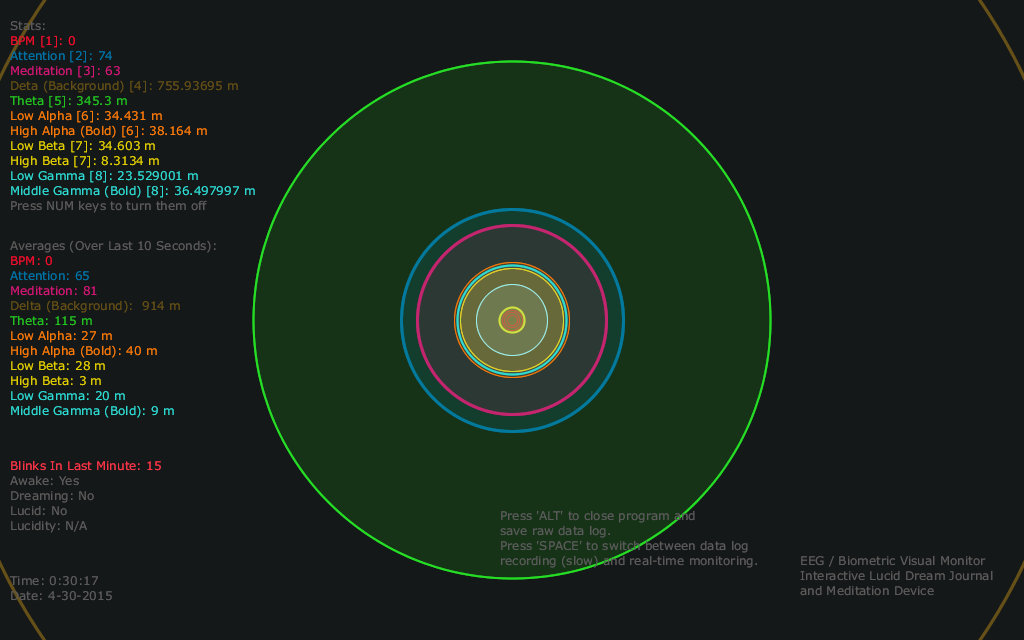 Stats:
BPM [1]: 0
Attention [2]: 74
Meditation [3]: 63
Deta (Background) [4]: 755.93695 m
Theta [5]: 345.3 m
Low Alpha [6]: 34.431 m
High Alpha (Bold) [6]: 38.164 m
Low Beta [7]: 34.603 m
High Beta [7]: 8.3134 m
Low Gamma [8]: 23.529001 m
Middle Gamma (Bold) [8]: 36.497997 m
Press NUM keys to turn them off
Averages (Over Last 10 Seconds):
BPM: 0
Attention: 65
Meditation: 81
Delta (Background):  914 m
Theta: 115 m
Low Alpha: 27 m
High Alpha (Bold): 40 m
Low Beta: 28 m
High Beta: 3 m
Low Gamma: 20 m
Middle Gamma (Bold): 9 m
Blinks In Last Minute: 15
Awake: Yes
Dreaming: No
Lucid: No
Lucidity: N/A
Time: 0:30:17
Date: 4-30-2015
Press 'ALT' to close program and
save raw data log.
Press 'SPACE' to switch between data log
recording (slow) and real-time monitoring.
EEG / Biometric Visual Monitor
Interactive Lucid Dream Journal
and Meditation Device